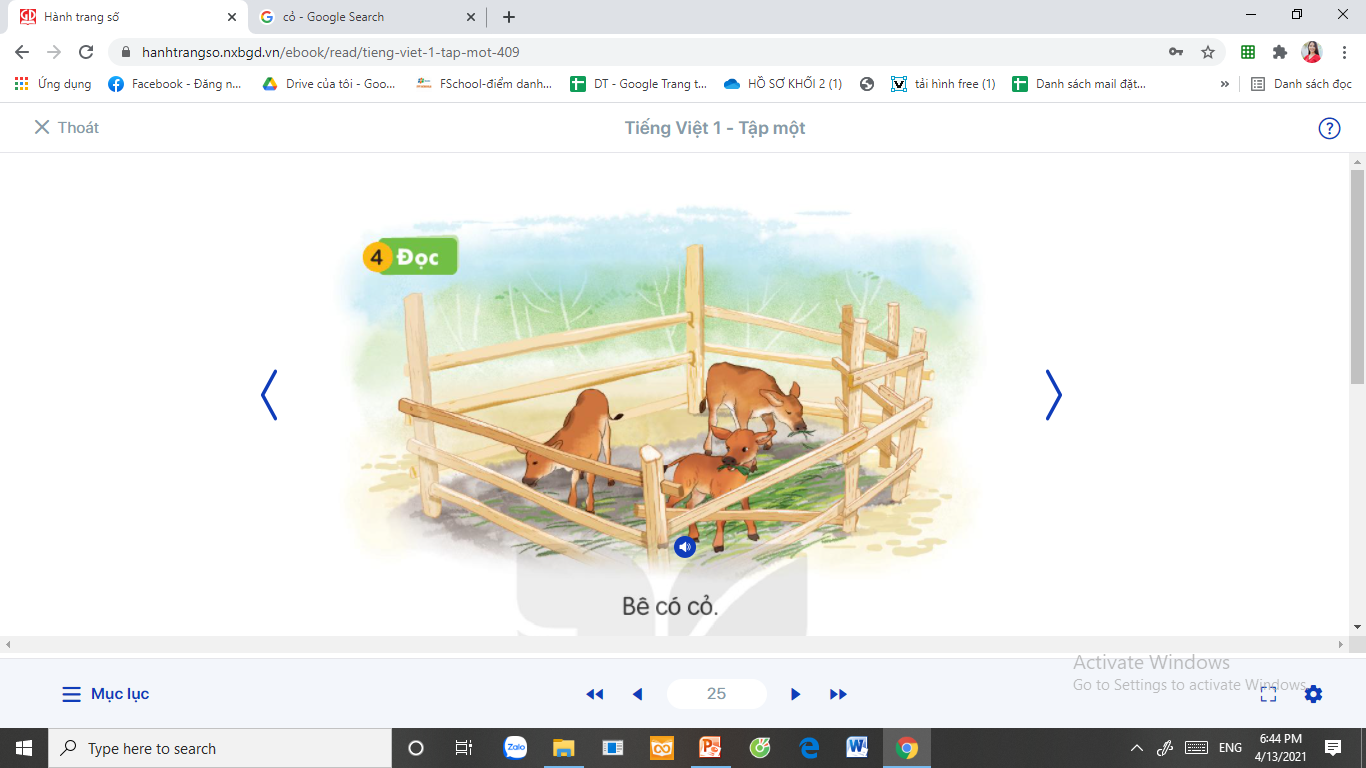 Hành trang số
cỏ - Google Search
hanhtrangso.nxbgd.vn/ebook/read/tieng-viet-1-tap-mot-409
Ứng dụng
Facebook - Đăng n...
Drive của tôi - Goo...
FSchool-điểm danh...
DT - Google Trang t...
HỒ SƠ KHỐI 2 (1)
tải hình free (1)
Danh sách mail đặt...
»
Danh sách đọc
Thoát
Tiếng Việt 1 - Tập một
?
4 Đọc
Bê có cỏ.
Activate Windows
Go to Settings to activate Windows.
Mục lục
25
Type here to search
Zalo
ENG
6:44 PM
4/13/2021